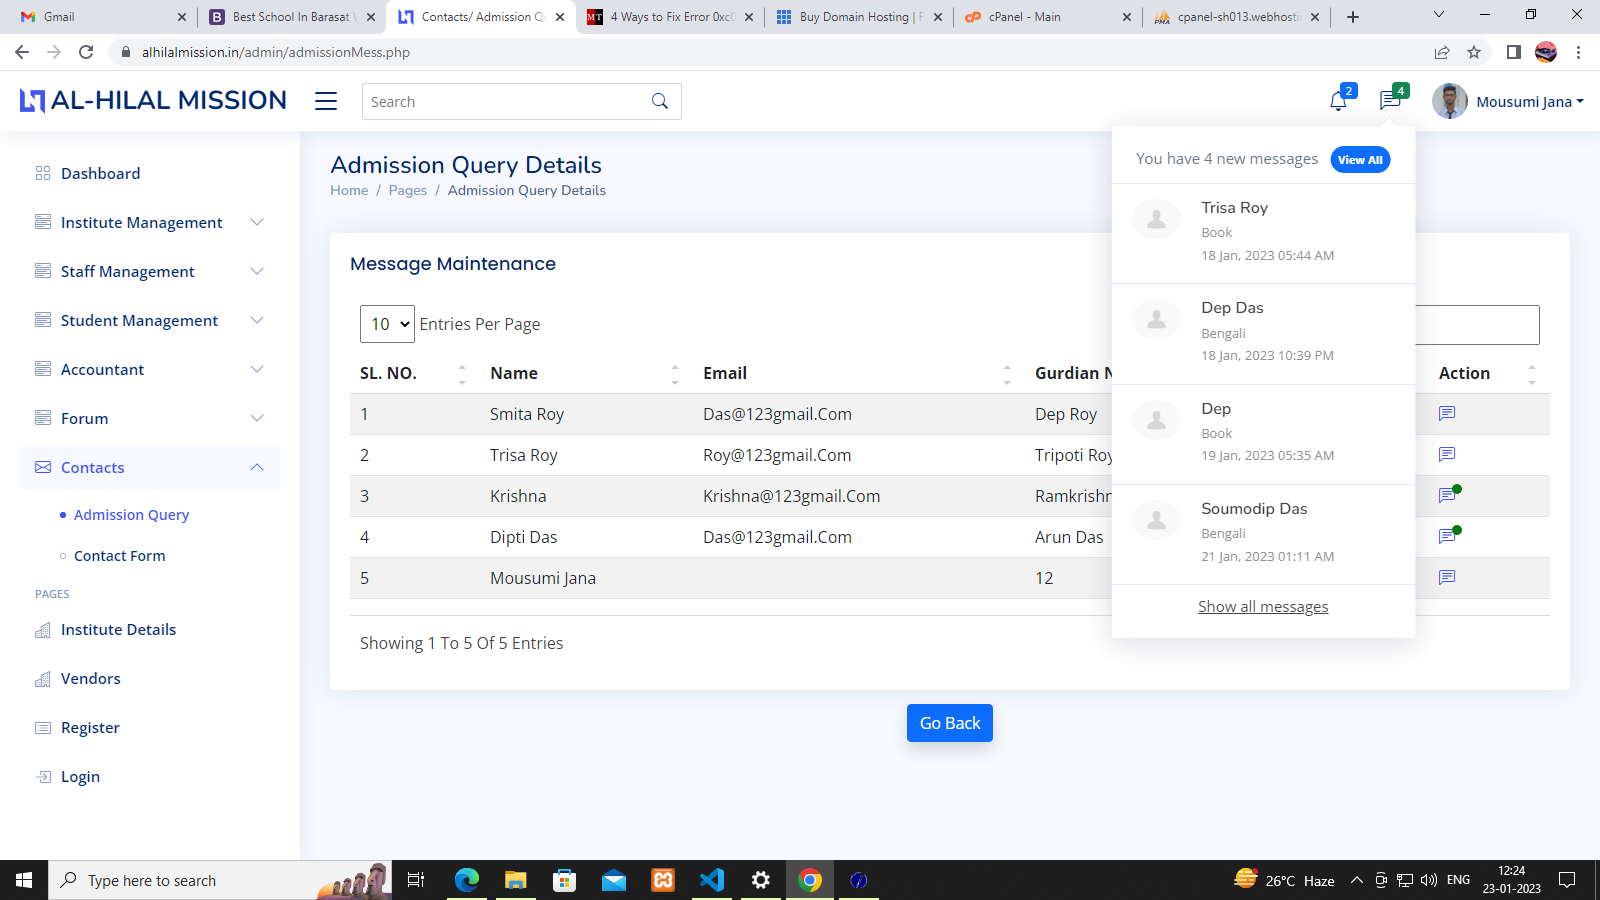 Gmail
Best School In Barasat W
Contacts/ Admission Qu
4 Ways to Fix Error 0xc0
Buy Domain Hosting | F
cPanel - Main
cpanel-sh013.webhostin
alhilalmission.in/admin/admissionMess.php
AL-HILAL MISSION
Search
2
4
Mousumi Jana
Dashboard
Institute Management
Staff Management
Student Management
Accountant
Forum
Contacts
Admission Query
Contact Form
PAGES
Institute Details
Vendors
Register
Login
Admission Query Details
Home / Pages / Admission Query Details
Message Maintenance
10 Entries Per Page
SL. NO. Name Email Gurdian N Action
1 Smita Roy Das@123gmail.Com Dep Roy
2 Trisa Roy Roy@123gmail.Com Tripoti Roy
3 Krishna Krishna@123gmail.Com Ramkrishn
4 Dipti Das Das@123gmail.Com Arun Das
5 Mousumi Jana 12
Showing 1 To 5 Of 5 Entries
Go Back
You have 4 new messages View All
Trisa Roy
Book
18 Jan, 2023 05:44 AM
Dep Das
Bengali
18 Jan, 2023 10:39 PM
Dep
Book
19 Jan, 2023 05:35 AM
Soumodip Das
Bengali
21 Jan, 2023 01:11 AM
Show all messages
Type here to search
26°C Haze
ENG
12:24
23-01-2023